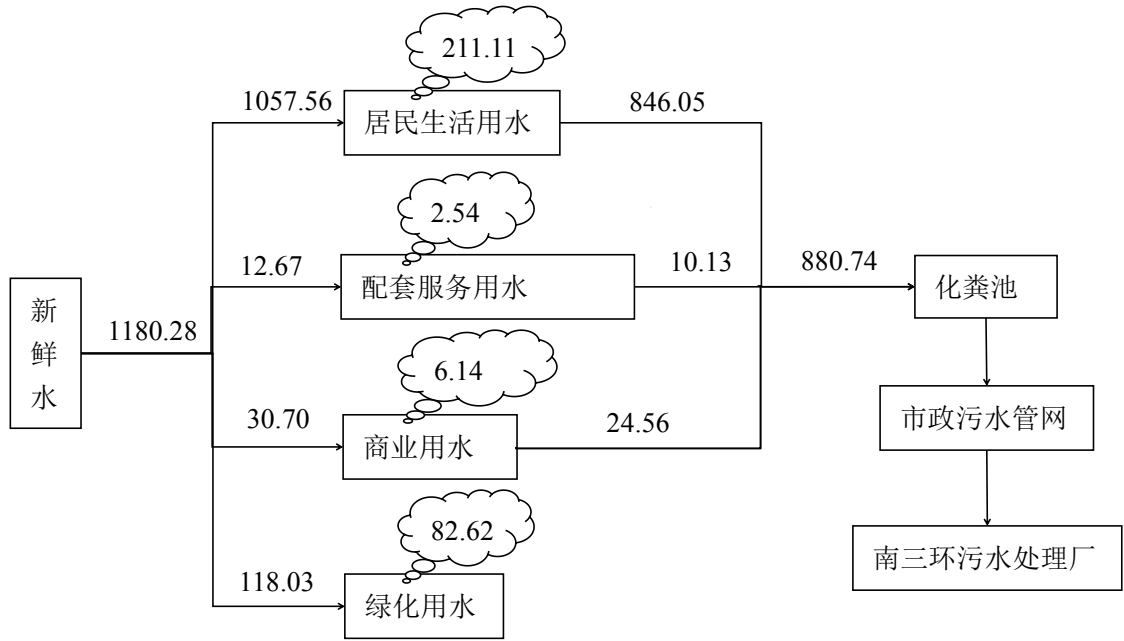 211.11
1057.56
居民生活用水
846.05
2.54
12.67
配套服务用水
10.13
880.74
化粪池
新鲜水
1180.28
6.14
30.70
商业用水
24.56
市政污水管网
82.62
118.03
绿化用水
南三环污水处理厂